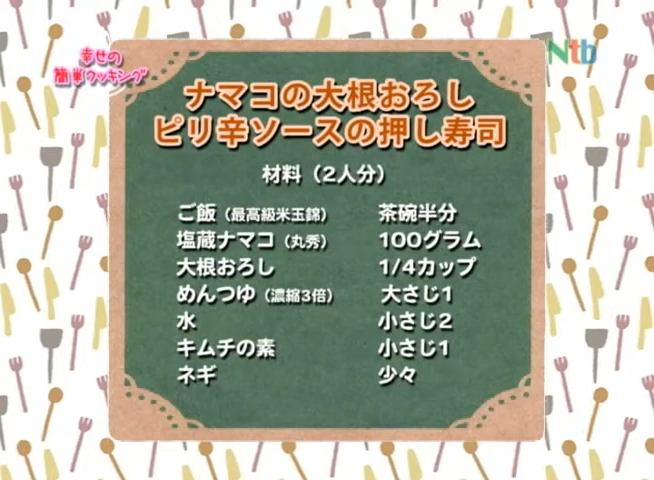 幸せの
簡単クッキング
Ntb
ナマコの大根おろし
ピリ辛ソースの押し寿司
材料（2人分）
ご飯（最高級米玉錦） 茶碗半分
塩蔵ナマコ（丸秀） 100グラム
大根おろし 1/4カップ
めんつゆ（濃縮3倍） 大さじ1
水 小さじ2
キムチの素 小さじ1
ネギ 少々